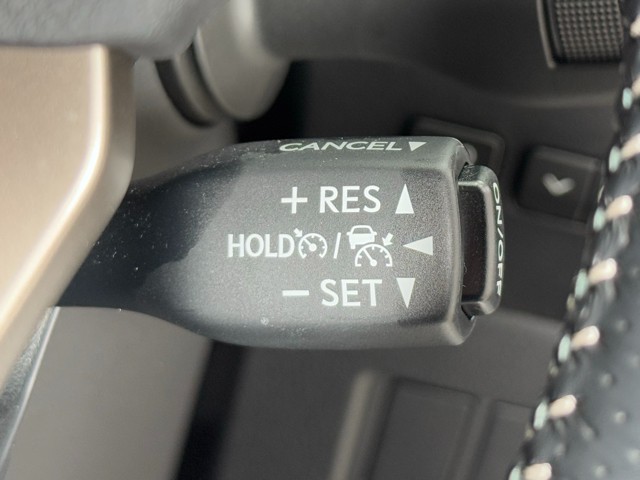 CANCEL▼
+ RES ▲
HOLD / ◀
− SET ▼
ON/OFF